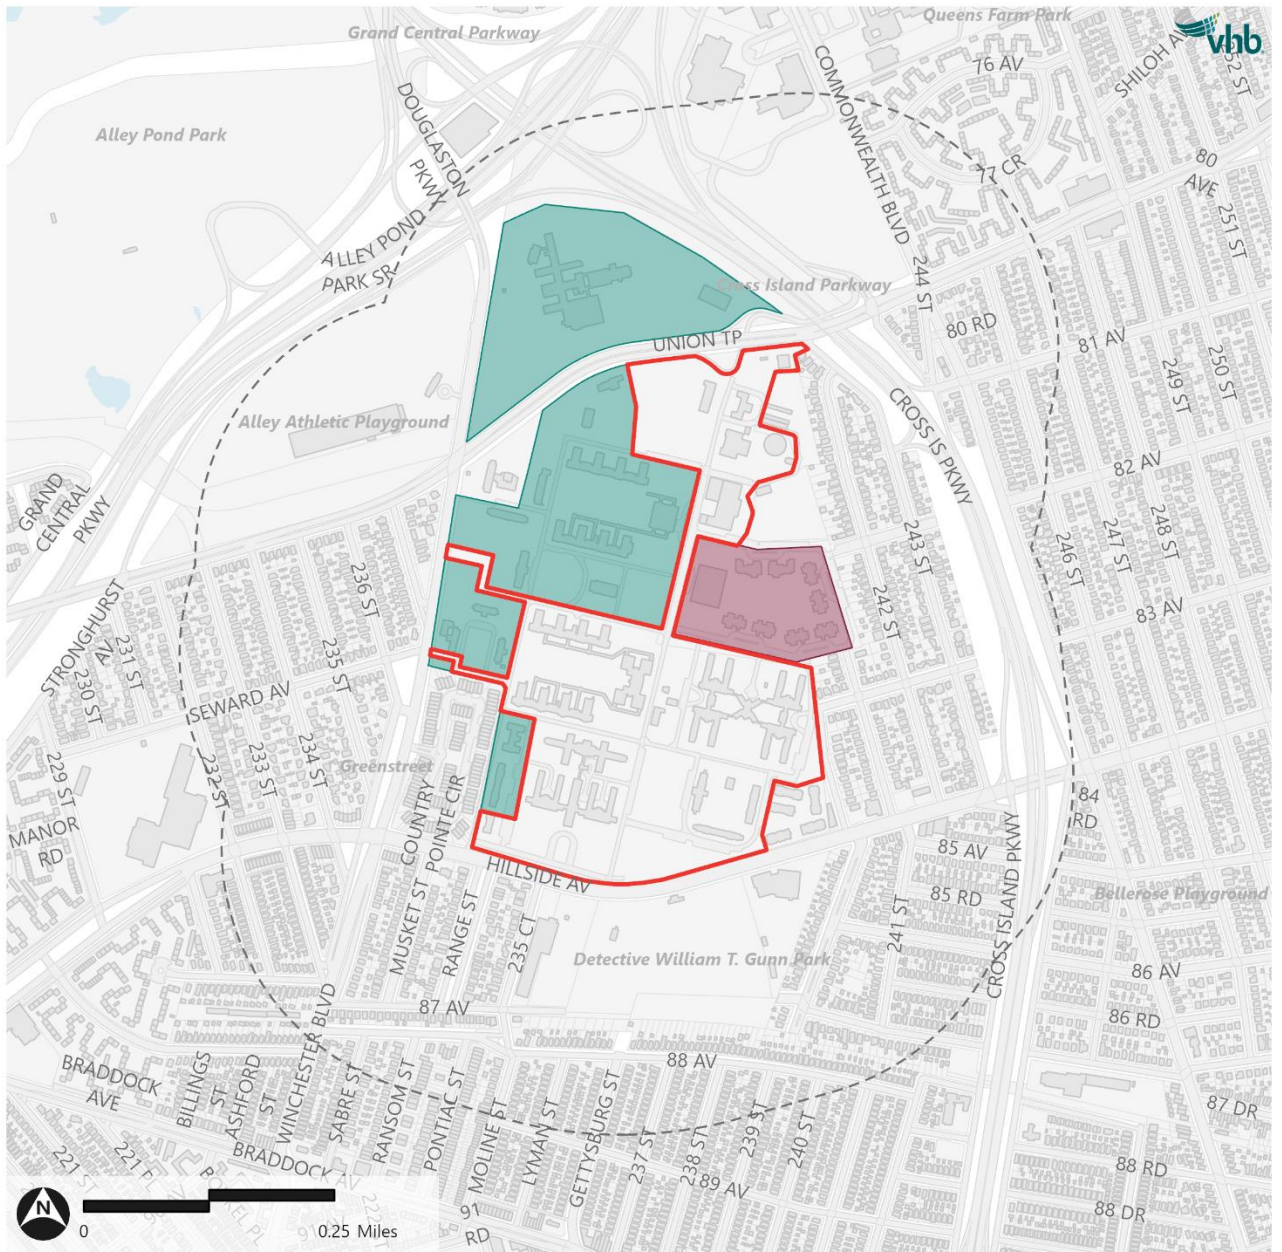 Queens Farm Park
vhb
Grand Central Parkway
COMMONWEALTH BLVD
76 AV
SHILOH A
52 ST
DOUGLASTON
PKWY
Alley Pond Park
77 CR
80
AVE
ALLEY POND
PARK SR
251 ST
244 ST
Cross Island Parkway
80 RD
81 AV
UNION TP
249 ST
250 ST
Alley Athletic Playground
CROSS IS PKWY
82 AV
GRAND
CENTRAL
PKWY
243 ST
246 ST
247 ST
248 ST
236 ST
242 ST
83 AV
STRONGHURST
AV
231 ST
230 ST
235 ST
SEWARD AV
229 ST
232 ST
233 ST
234 ST
Greenstreet
MANOR
RD
COUNTRY
POINTE CIR
84
RD
85 AV
HILLSIDE AV
85 RD
Bellerose Playground
MUSKET ST
RANGE ST
235 CT
241 ST
CROSS ISLAND PKWY
Detective William T. Gunn Park
86 AV
87 AV
86 RD
88 AV
BRADDOCK
AVE
BILLINGS
ST
ASHFORD
ST
WINCHESTER BLVD
SABRE ST
RANSOM ST
PONTIAC ST
MOLINE ST
LYMAN ST
GETTYSBURG ST
237 ST
238 ST
239 ST
240 ST
87 DR
221 ST
BRADDOCK AV
89 AV
88 RD
88 DR
91
RD
N
0
0.25 Miles